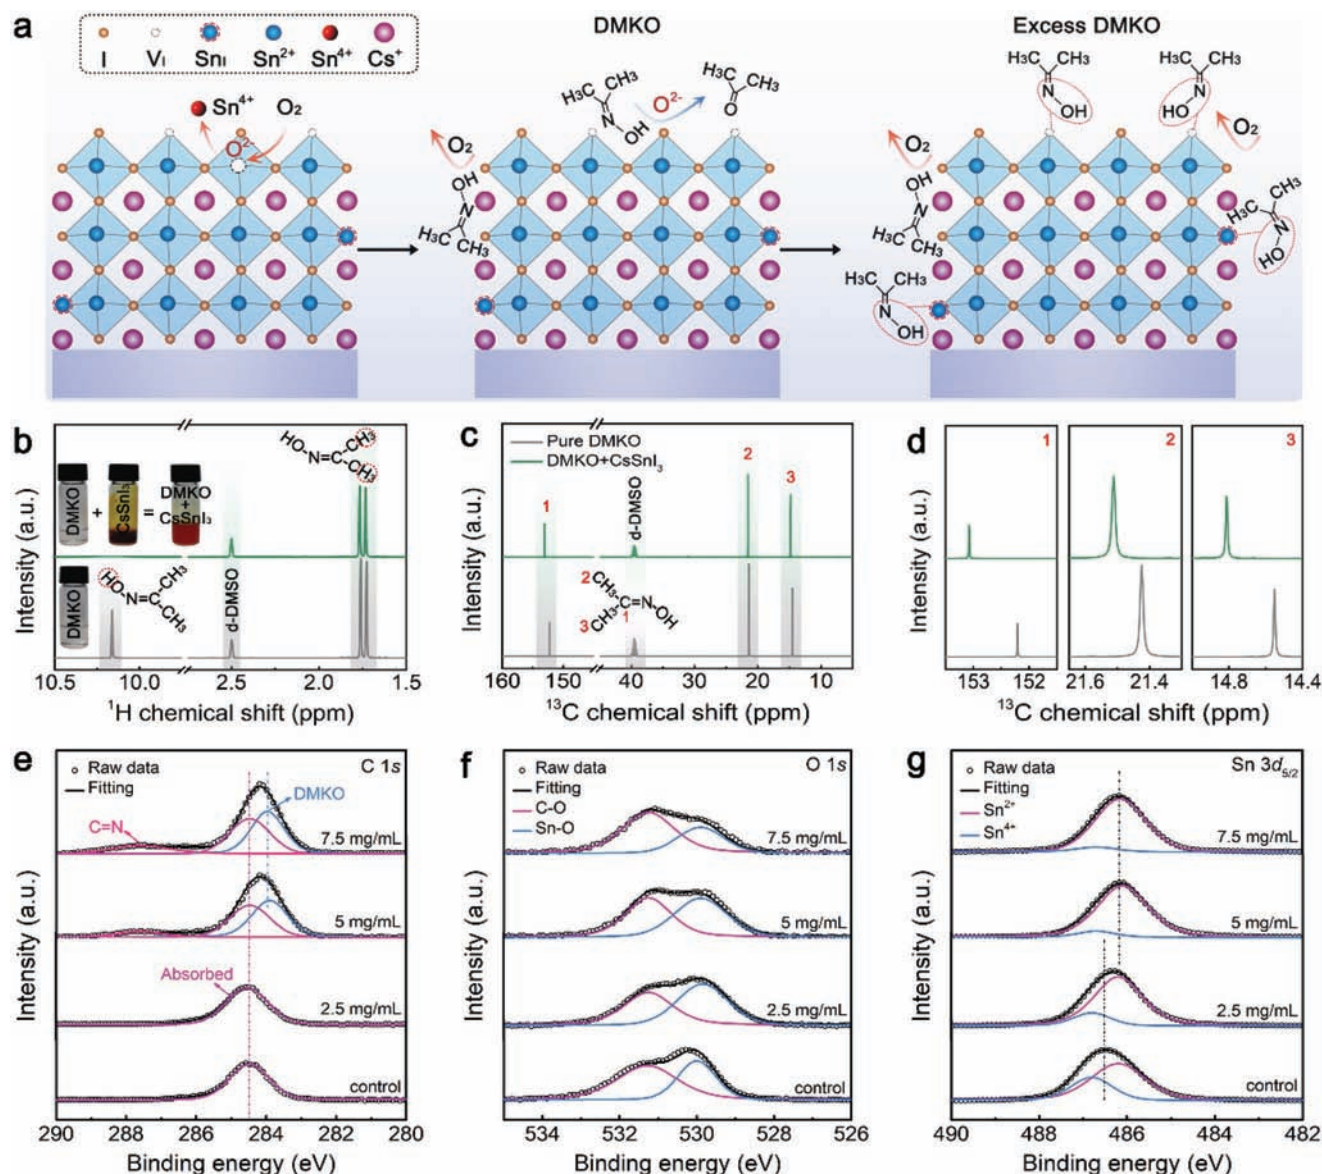 a
DMKO
Excess DMKO
I V_I Sn_II Sn²⁺ Sn⁴⁺ Cs⁺
Sn⁴⁺ O₂
O²⁻
O₂
H₃C CH₃
N
OH
O²⁻
H₃C CH₃
O
OH
N
H₃C CH₃
H₃C CH₃
N
OH
H₃C CH₃
N
HO
O₂
O₂
OH
N
H₃C CH₃
H₃C CH₃
N
OH
H₃C CH₃
N
HO
b
HO N=C CH₃
CH₃
DMKO + CsSnI₃ = DMKO + CsSnI₃
DMKO
HO N=C CH₃
CH₃
d-DMSO
Intensity (a.u.)
10.5 10.0 2.5 2.0 1.5
¹H chemical shift (ppm)
c
Pure DMKO
DMKO+CsSnI₃
1
d-DMSO
2
3
2 CH₃
C=N
3 CH₃ 1 OH
Intensity (a.u.)
160 150 40 30 20 10
¹³C chemical shift (ppm)
d
1 2 3
Intensity (a.u.)
153 152 21.6 21.4 14.8 14.4
¹³C chemical shift (ppm)
e
Raw data
Fitting
C 1s
C=N
DMKO
7.5 mg/mL
5 mg/mL
Absorbed
2.5 mg/mL
control
Intensity (a.u.)
290 288 286 284 282 280
Binding energy (eV)
f
Raw data
Fitting
C-O
Sn-O
O 1s
7.5 mg/mL
5 mg/mL
2.5 mg/mL
control
Intensity (a.u.)
534 532 530 528 526
Binding energy (eV)
g
Raw data
Fitting
Sn²⁺
Sn⁴⁺
Sn 3d₅/₂
7.5 mg/mL
5 mg/mL
2.5 mg/mL
control
Intensity (a.u.)
490 488 486 484 482
Binding energy (eV)